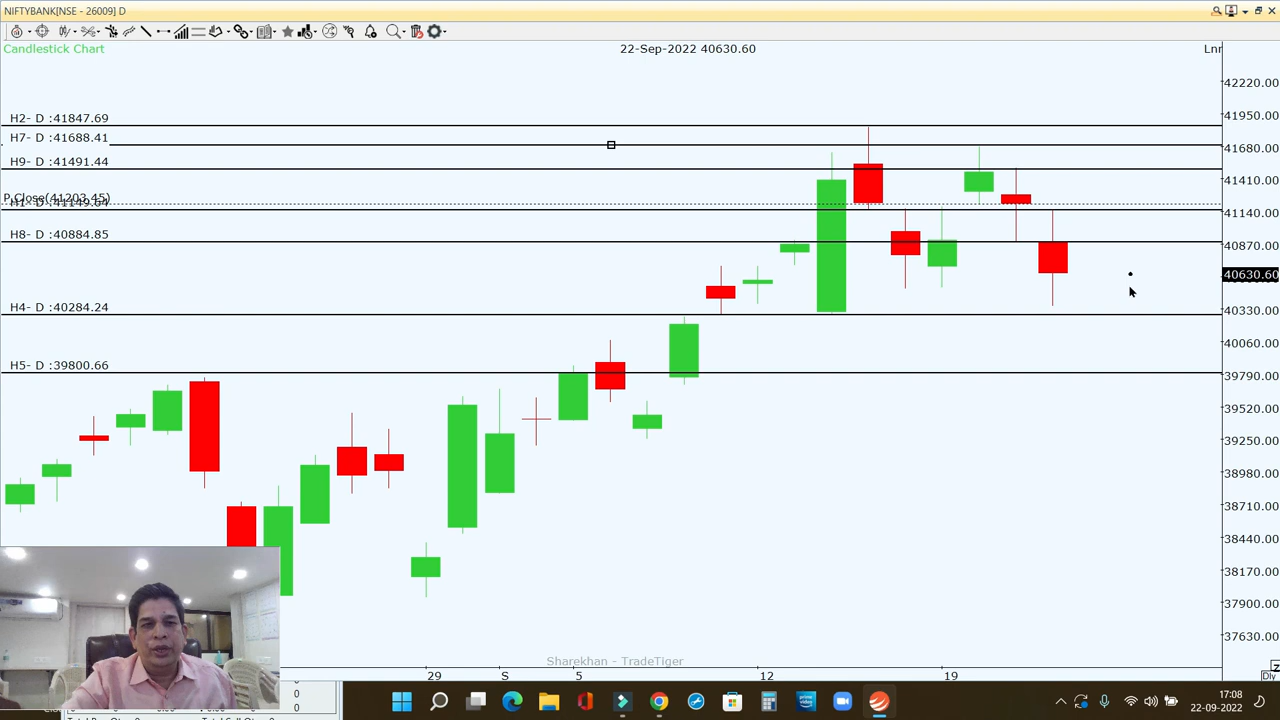 NIFTYBANK[NSE - 26009] D
Candlestick Chart
22-Sep-2022 40630.60
Lnr
42220.00
H2- D :41847.69
41950.00
H7- D :41688.41
41680.00
H9- D :41491.44
41410.00
P.Close(41203.45)
41140.00
H8- D :40884.85
40870.00
40630.60
H4- D :40284.24
40330.00
40060.00
H5- D :39800.66
39790.00
39520.00
39250.00
38980.00
38710.00
38440.00
38170.00
37900.00
37630.00
Sharekhan - TradeTiger
29
S
5
12
19
Dly
0
0
17:08
22-09-2022